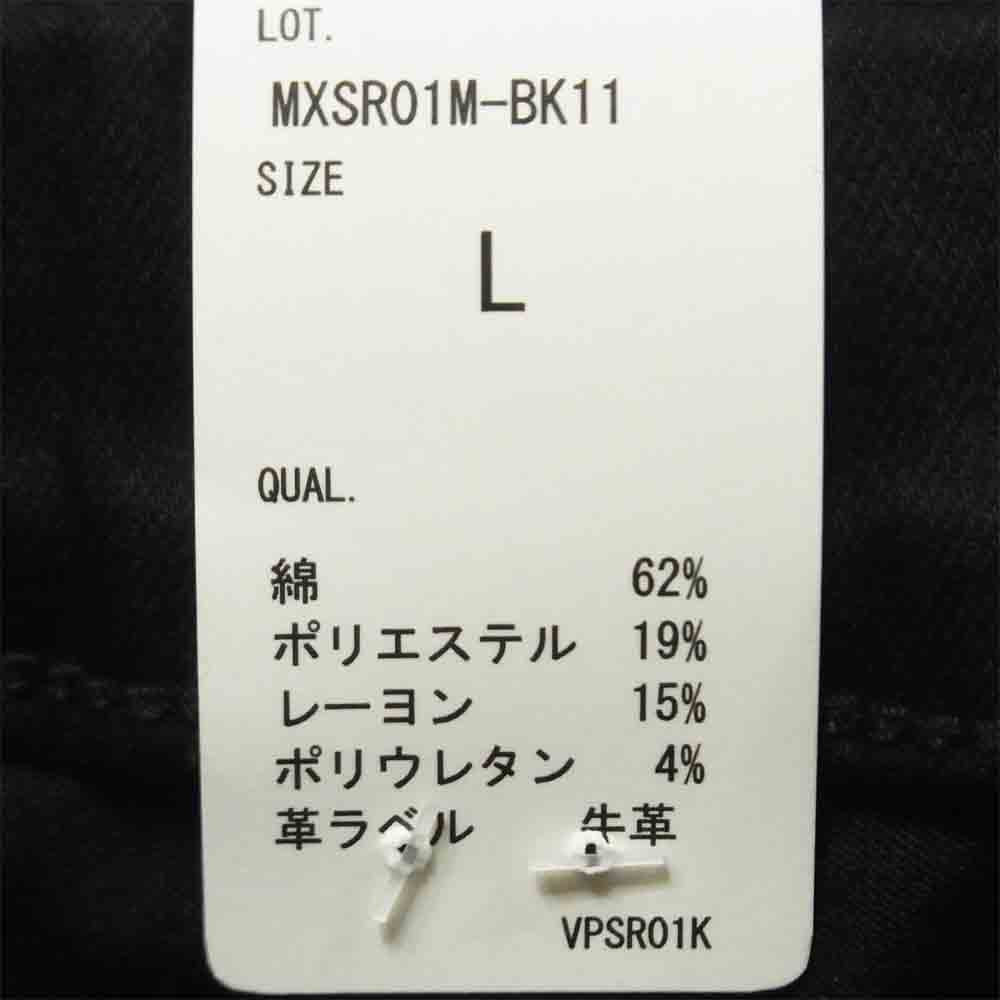 LOT.
MXSR01M-BK11
SIZE
L
QUAL.
綿 62%
ポリエステル 19%
レーヨン 15%
ポリウレタン 4%
革ラベル 牛革
VPSR01K